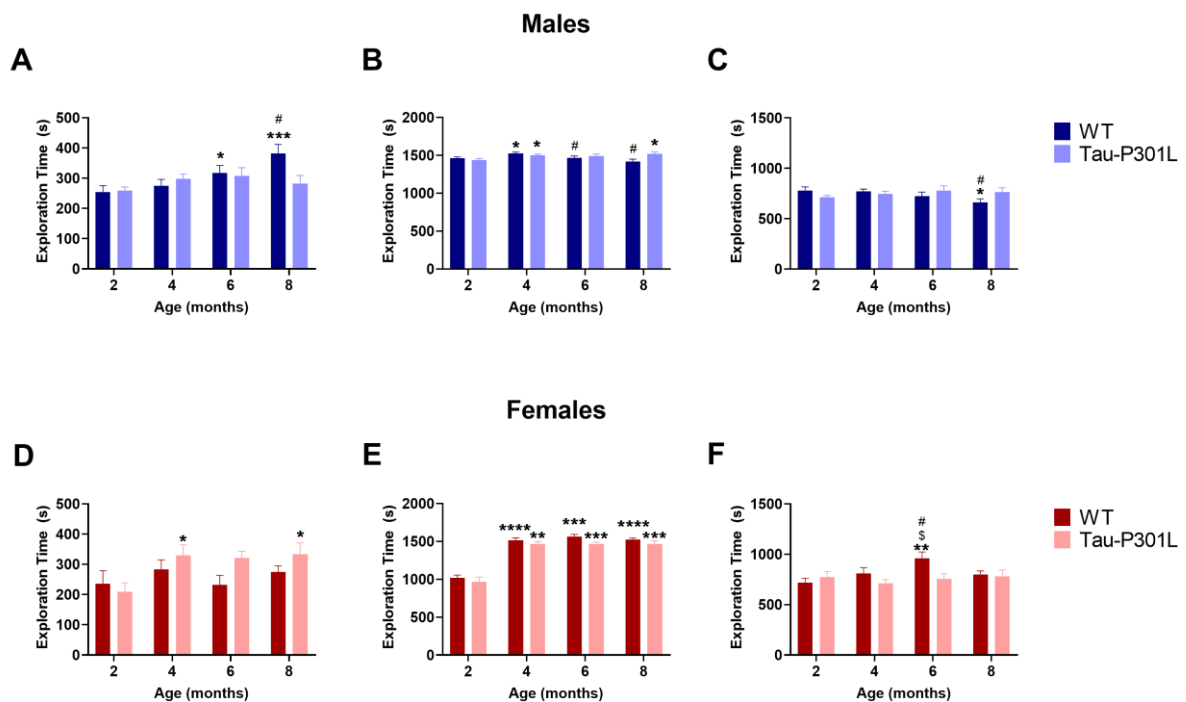 Males
A
B
C
500
400
300
200
100
0
Exploration Time (s)
*
#
***
2 4 6 8
Age (months)
2000
1500
1000
500
0
Exploration Time (s)
* * # # *
2 4 6 8
Age (months)
1500
1000
500
0
Exploration Time (s)
#
*
2 4 6 8
Age (months)
WT
Tau-P301L
Females
D
E
F
500
400
300
200
100
0
Exploration Time (s)
* *
2 4 6 8
Age (months)
2000
1500
1000
500
0
Exploration Time (s)
**** ** *** *** **** ***
2 4 6 8
Age (months)
1500
1000
500
0
Exploration Time (s)
#
$
**
2 4 6 8
Age (months)
WT
Tau-P301L